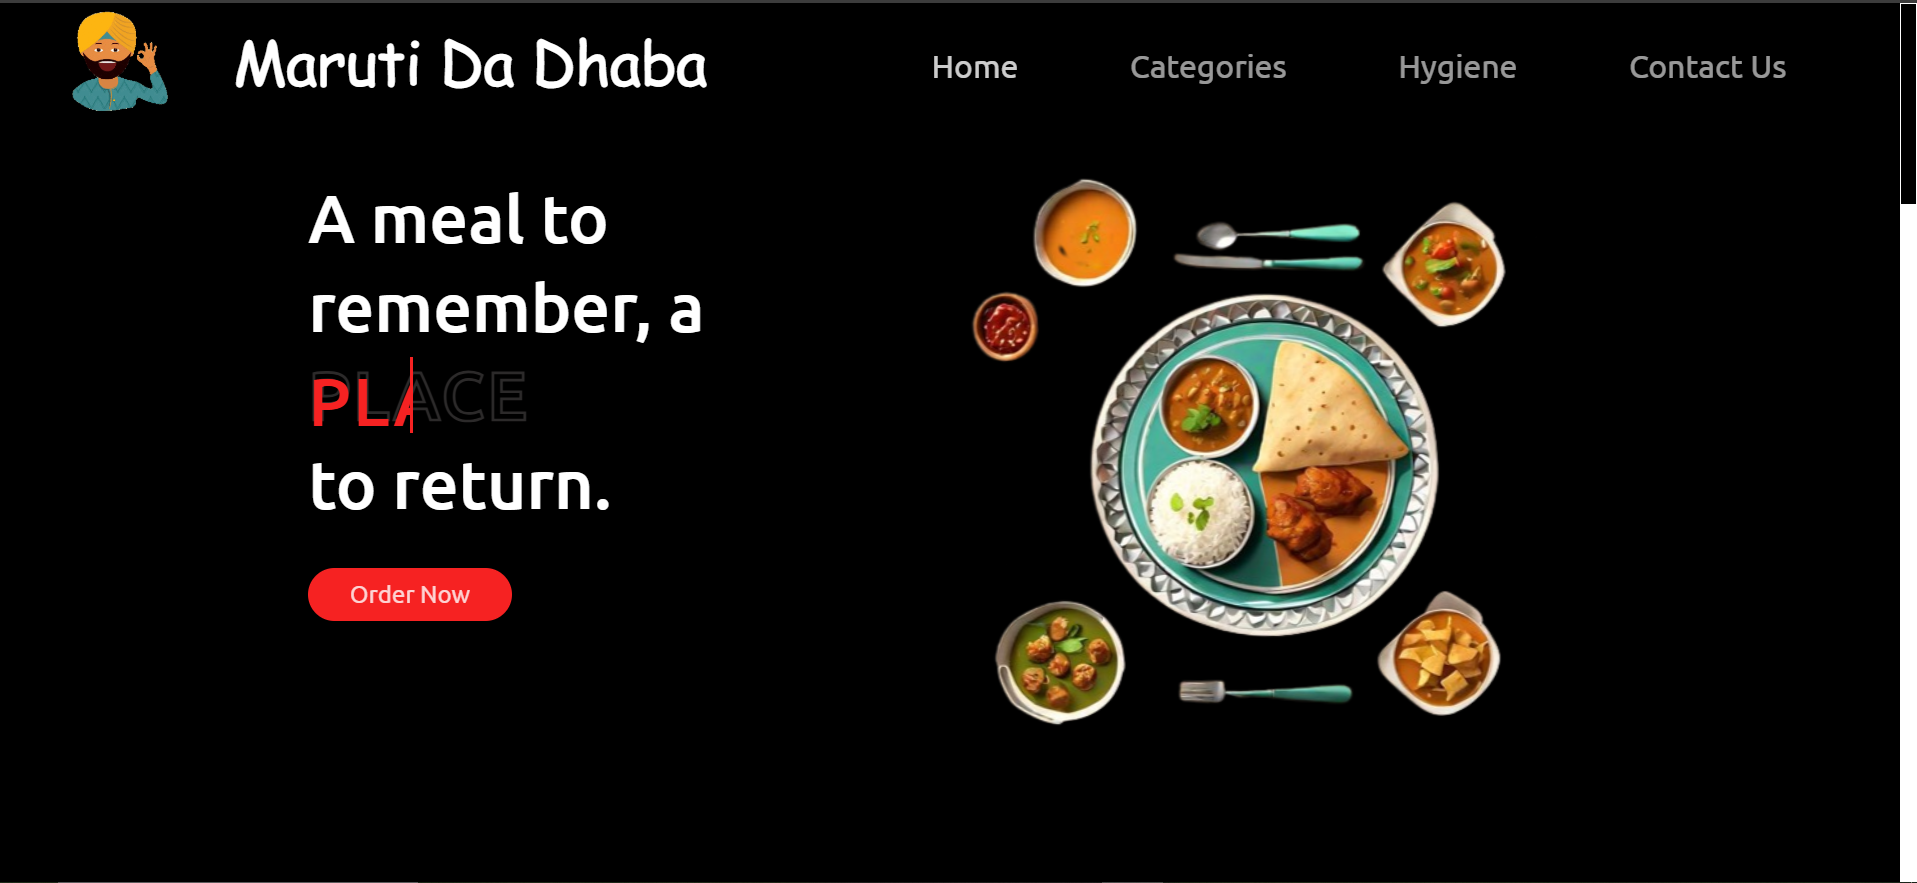 Maruti Da Dhaba
Home Categories Hygiene Contact Us
A meal to
remember, a
PLACE
to return.
Order Now